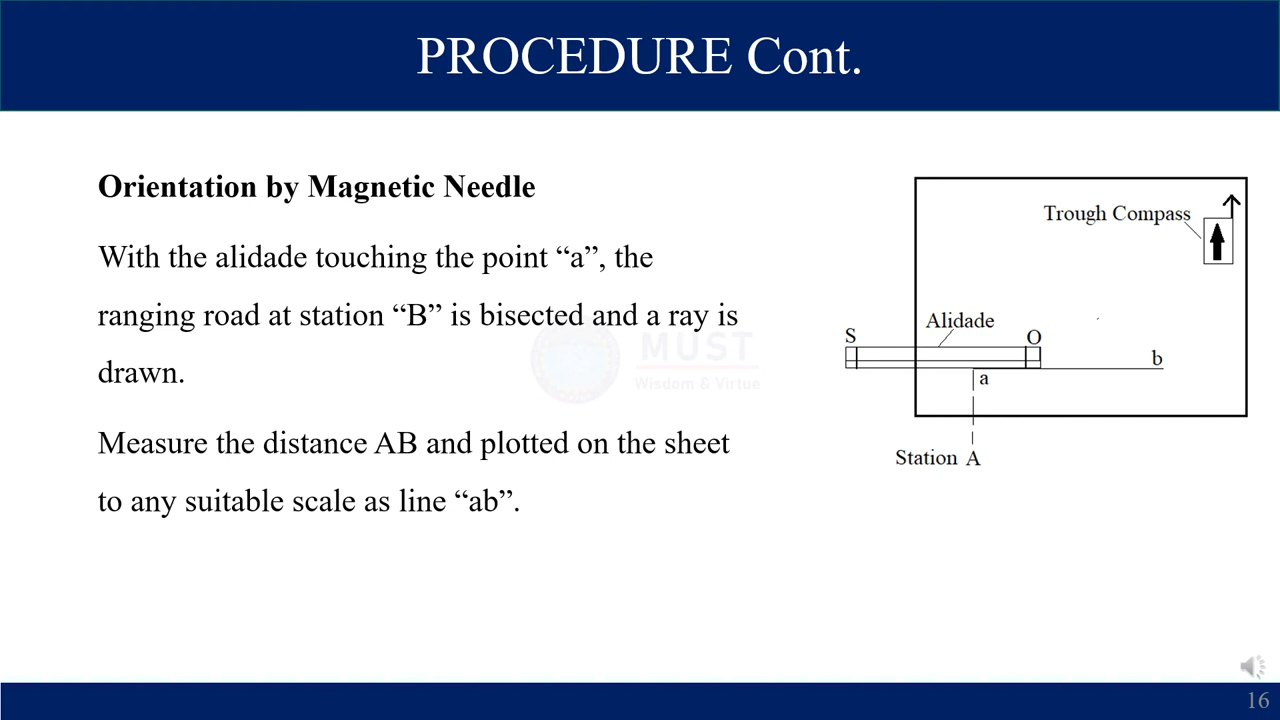 PROCEDURE Cont.
Orientation by Magnetic Needle
With the alidade touching the point “a”, the
ranging road at station “B” is bisected and a ray is
drawn.
Measure the distance AB and plotted on the sheet
to any suitable scale as line “ab”.
MUST
Wisdom & Virtue
Trough Compass
Alidade
S
O
b
a
Station A
16